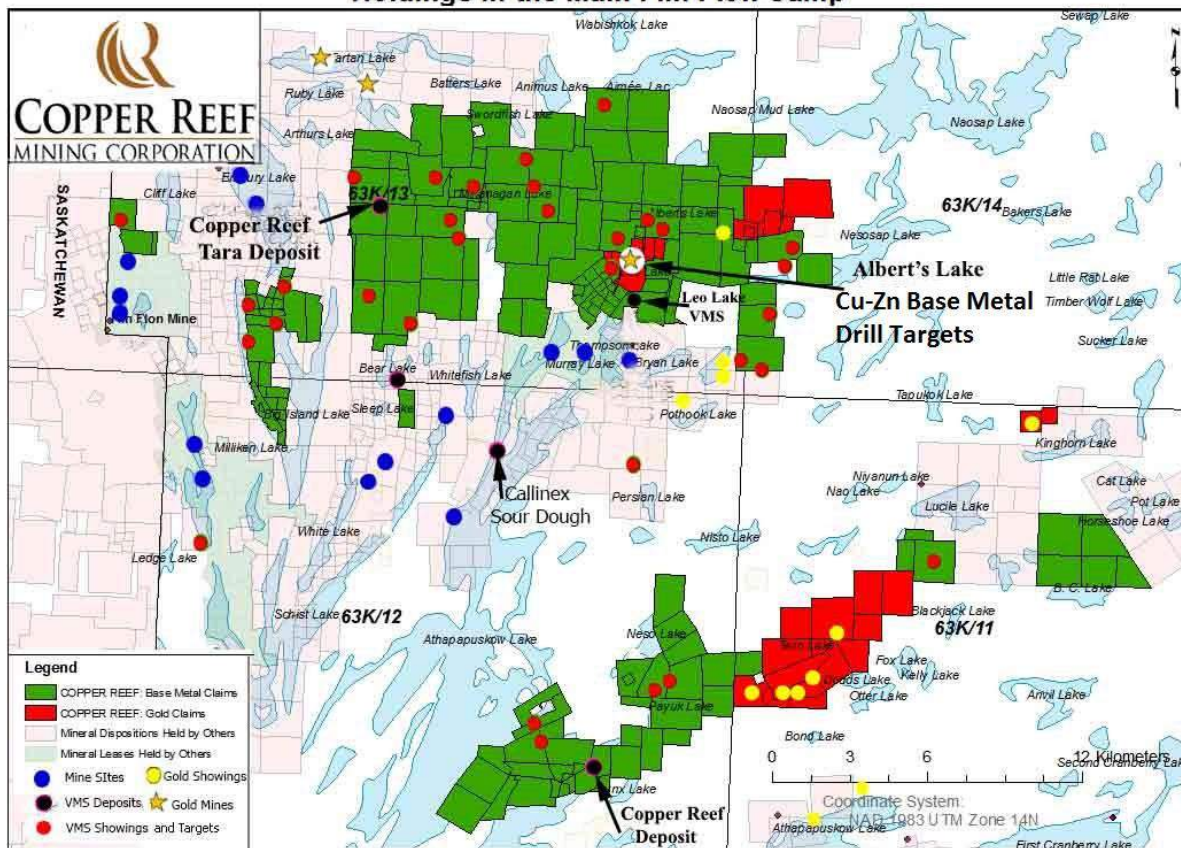 COPPER REEF
MINING CORPORATION
Wabishkok Lake
Sewap Lake
Tartan Lake
Ruby Lake
Batters Lake
Animus Lake
Aimée, Lac
Swordfish Lake
Naosap Mud Lake
Naosap Lake
Arthurs Lake
SASKATCHEWAN
Cliff Lake
63K/13
63K/14
Bakers Lake
Nesosap Lake
Copper Reef
Tara Deposit
Alberts Lake
Albert's Lake
Cu-Zn Base Metal
Drill Targets
Little Rat Lake
Timber Wolf Lake
Sucker Lake
Leo Lake
VMS
Flon Mine
Thompson Lake
Murray Lake
Bryan Lake
Bear Lake
Whitefish Lake
Sleep Lake
Island Lake
Pothook Lake
Tapukok Lake
Kinghorn Lake
Millikan Lake
Callinex
Sour Dough
Persian Lake
Niyanun Lake
Nao Lake
Lucile Lake
Cat Lake
Pot Lake
Horseshoe Lake
White Lake
Nisto Lake
Ledge Lake
B. C. Lake
Schist Lake
63K/12
Athapapuskow Lake
Neso Lake
Blackjack Lake
63K/11
Fox Lake
Kelly Lake
Dodds Lake
Otter Lake
Anvil Lake
Payuk Lake
Bond Lake
Legend
COPPER REEF: Base Metal Claims
COPPER REEF: Gold Claims
Mineral Dispositions Held by Others
Mineral Leases Held by Others
Mine SItes
Gold Showings
VMS Deposits
Gold Mines
VMS Showings and Targets
Copper Reef
Deposit
0 3 6 12 Kilometers
Second Cranberry Lake
Coordinate System:
NAD 1983 UTM Zone 14N
Athapapuskow Lake
First Cranberry Lake